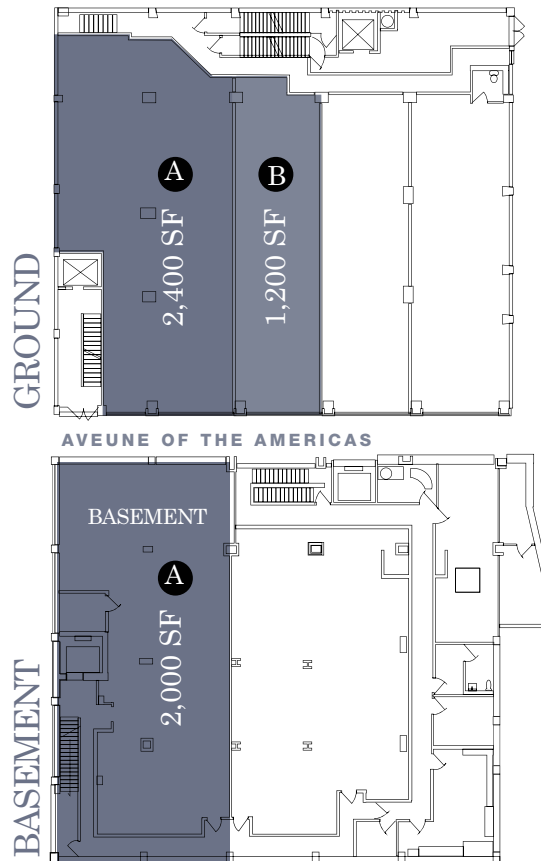 GROUND
A
2,400 SF
B
1,200 SF
AVEUNE OF THE AMERICAS
BASEMENT
BASEMENT
A
2,000 SF